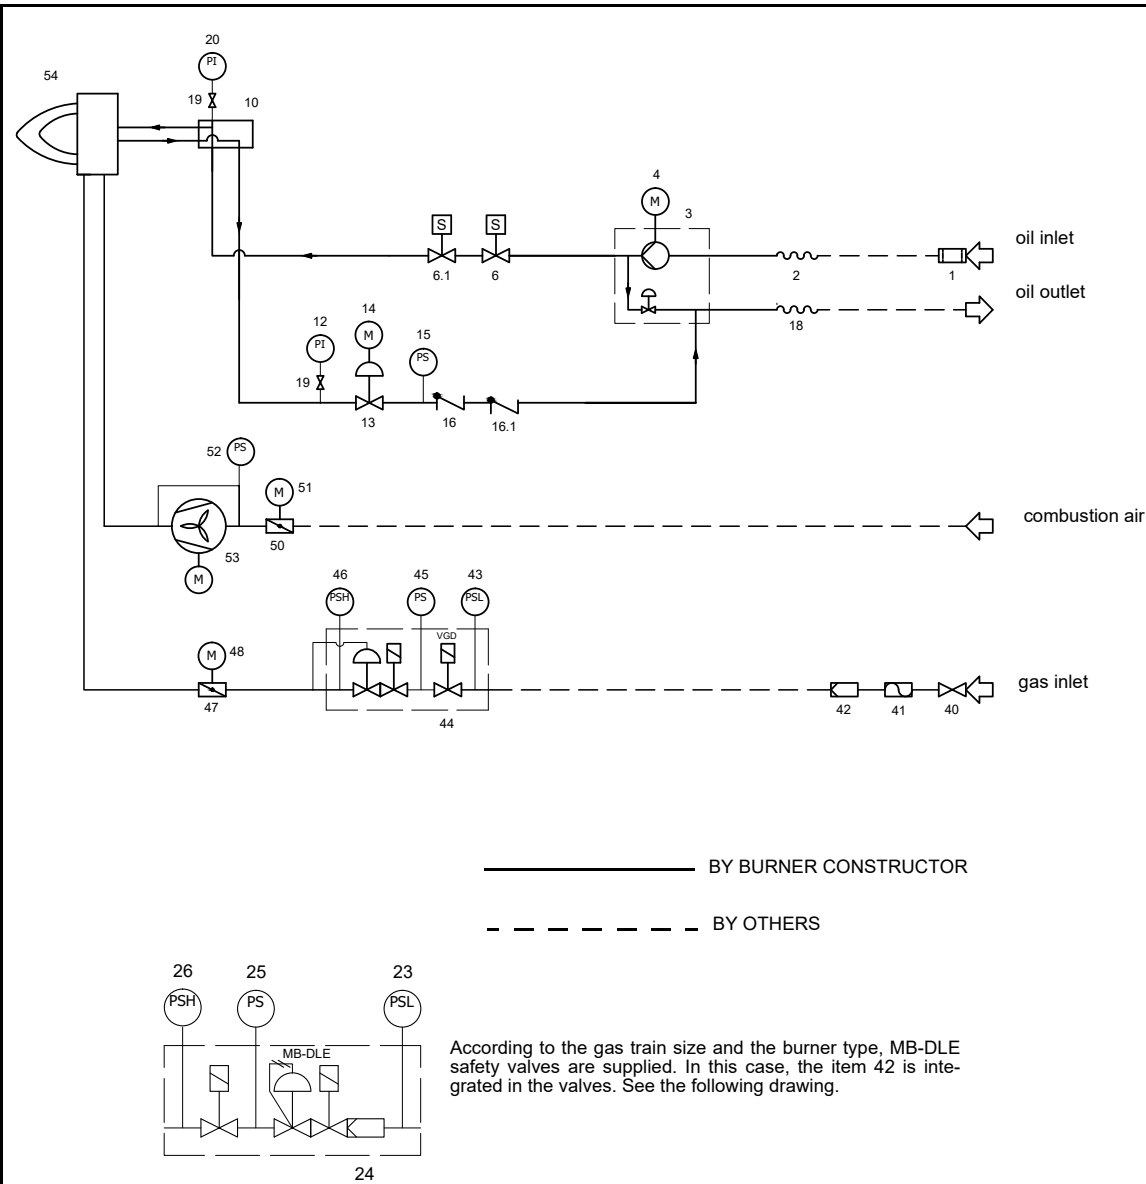 20
PI
54
19
10
4
M
3
S
S
oil inlet
6.1
6
2
1
oil outlet
12
14
PI
M
15
PS
18
19
13
16
16.1
52
PS
M
51
combustion air
50
53
M
46
45
43
PSH
PS
PSL
VGD
M
48
gas inlet
47
44
42
41
40
BY BURNER CONSTRUCTOR
BY OTHERS
26
25
23
PSH
PS
PSL
MB-DLE
24
According to the gas train size and the burner type, MB-DLE
safety valves are supplied. In this case, the item 42 is inte-
grated in the valves. See the following drawing.